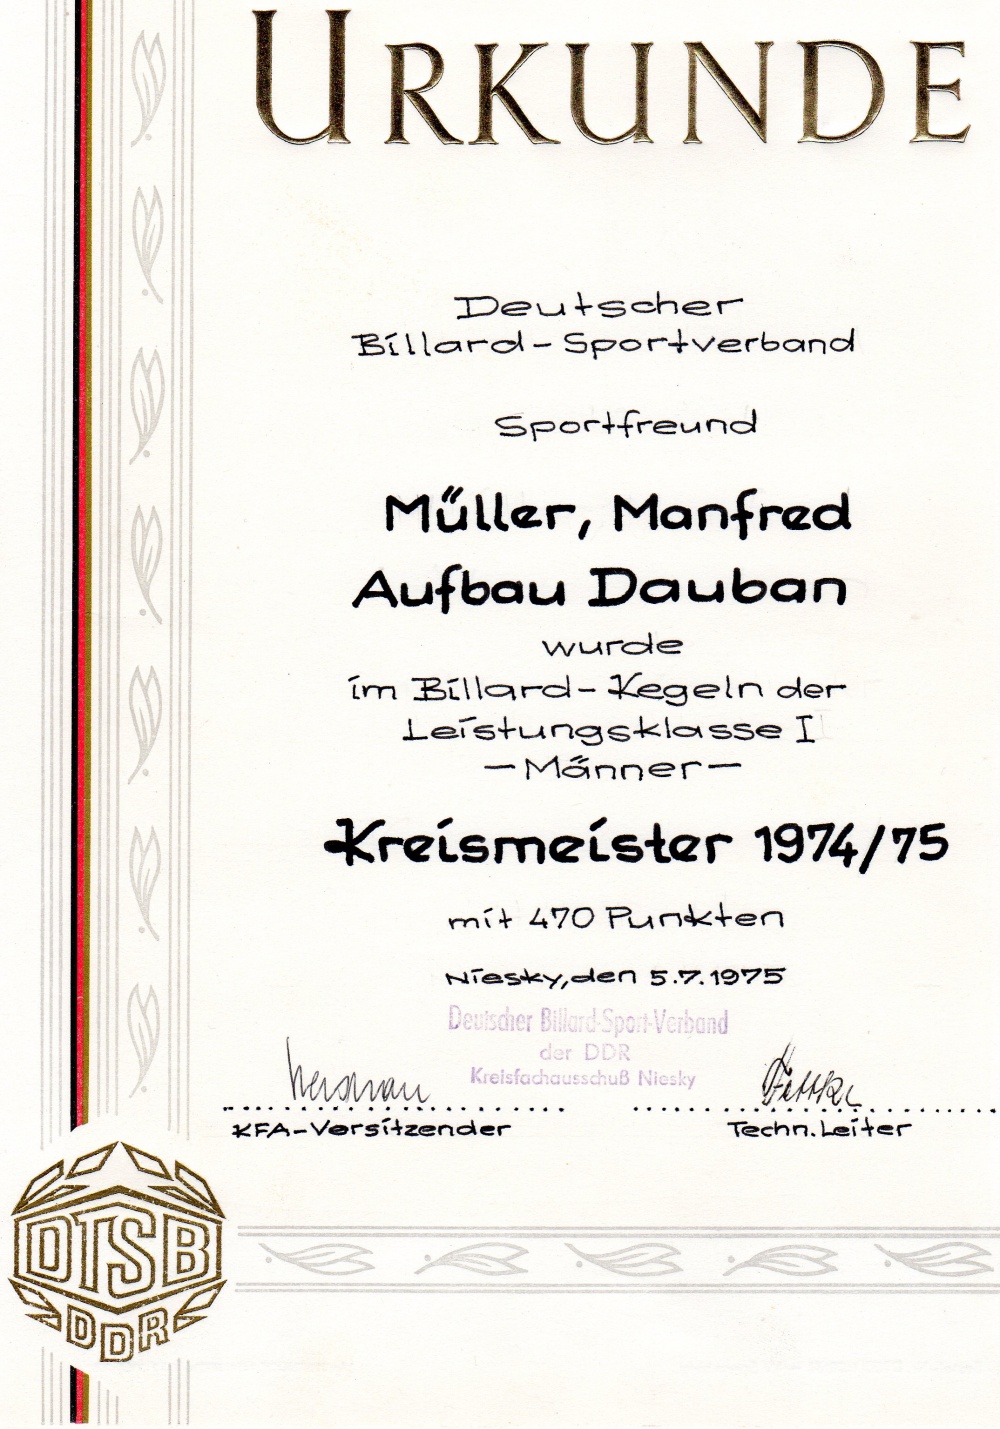 URKUNDE
Deutscher
Billard-Sportverband
Sportfreund
Müller, Manfred
Aufbau Dauban
wurde
im Billard-Kegeln der
Leistungsklasse I
-Männer-
Kreismeister 1974/75
mit 470 Punkten
Niesky, den 5.7.1975
Deutscher Billard-Sport-Verband
der DDR
Kreisfachausschuß Niesky
KFA-Vorsitzender
Techn. Leiter
DTSB
DDR